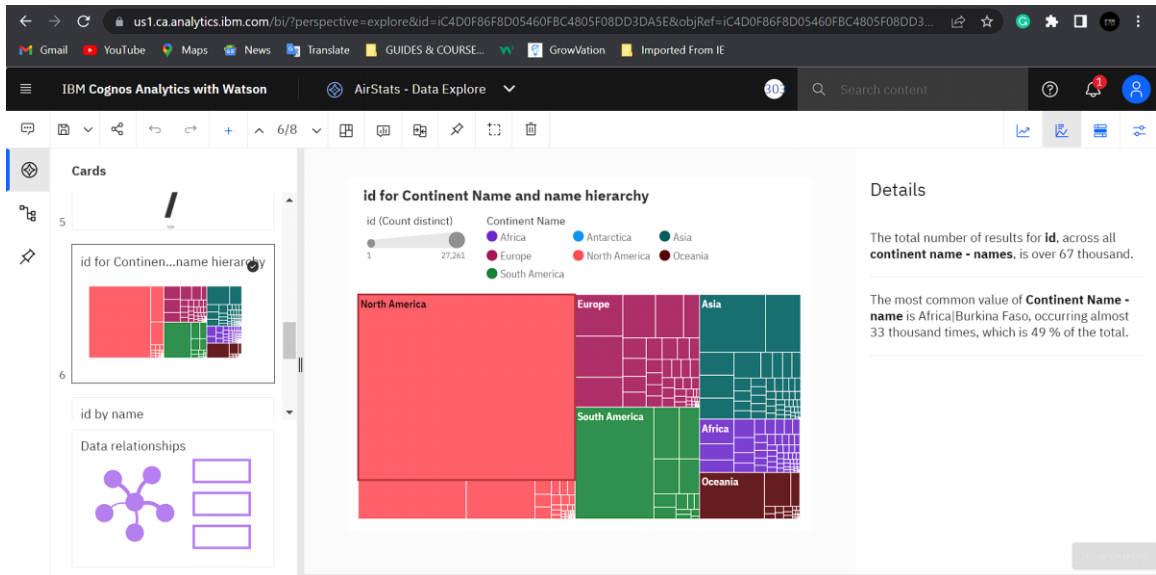 us1.ca.analytics.ibm.com/bi/?perspective=explore&id=iC4D0F86F8D05460FBC4805F08DD3DA5E&objRef=iC4D0F86F8D05460FBC4805F08DD3...
Gmail YouTube Maps News Translate GUIDES & COURSE... GrowVation Imported From IE
IBM Cognos Analytics with Watson AirStats - Data Explore 303 Search content 1
6/8
Cards
5
id for Continen...name hierarchy
6
id by name
Data relationships
id for Continent Name and name hierarchy
id (Count distinct) Continent Name
1 27,261
Africa Antarctica Asia
Europe North America Oceania
South America
North America Europe Asia
South America
Africa
Oceania
Details
The total number of results for id, across all
continent name - names, is over 67 thousand.
The most common value of Continent Name -
name is Africa|Burkina Faso, occurring almost
33 thousand times, which is 49 % of the total.